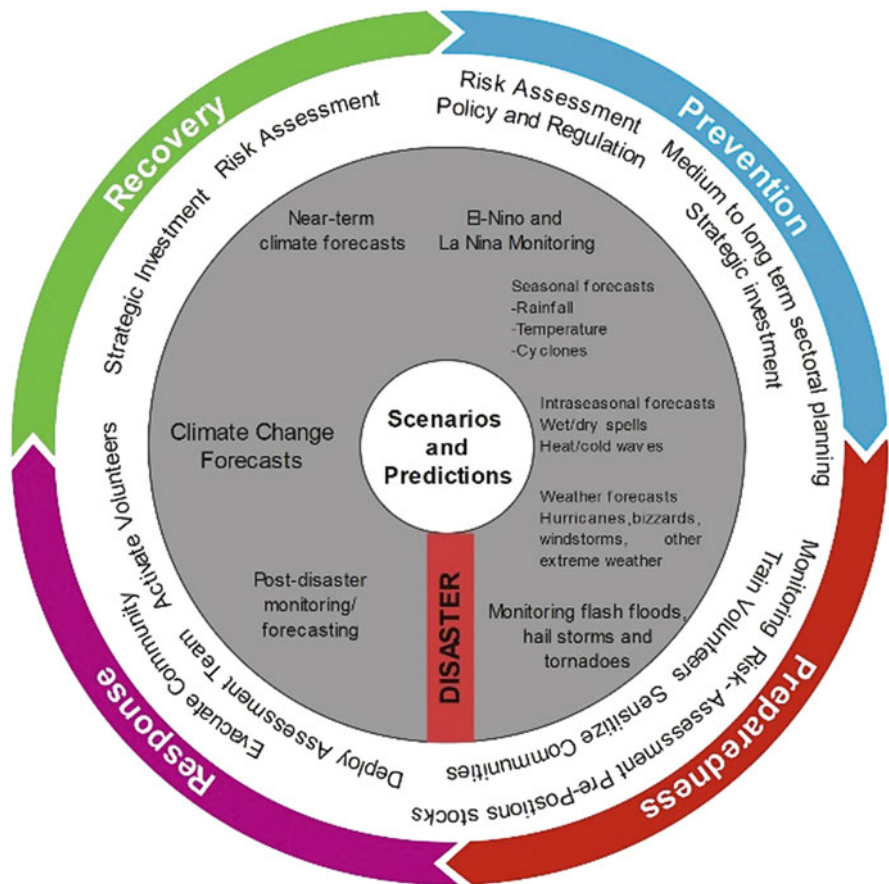 Recovery
Prevention
Preparedness
Response
Risk Assessment
Strategic Investment
Risk Assessment
Policy and Regulation
Medium to long term sectoral planning
Strategic investment
Monitoring Risk- Assessment Pre-Postions stocks
Train Volunteers Sensitize Communities
Deploy Assessment Team
Evacuate Community
Activate Volunteers
Near-term
climate forecasts
El-Nino and
La Nina Monitoring
Seasonal forecasts
-Rainfall
-Temperature
-Cyclones
Intraseasonal forecasts
Wet/dry spells
Heat/cold waves
Weather forecasts
Hurricanes,bizzards,
windstorms, other
extreme weather
Monitoring flash floods,
hail storms and
tornadoes
Climate Change
Forecasts
Post-disaster
monitoring/
forecasting
Scenarios
and
Predictions
DISASTER